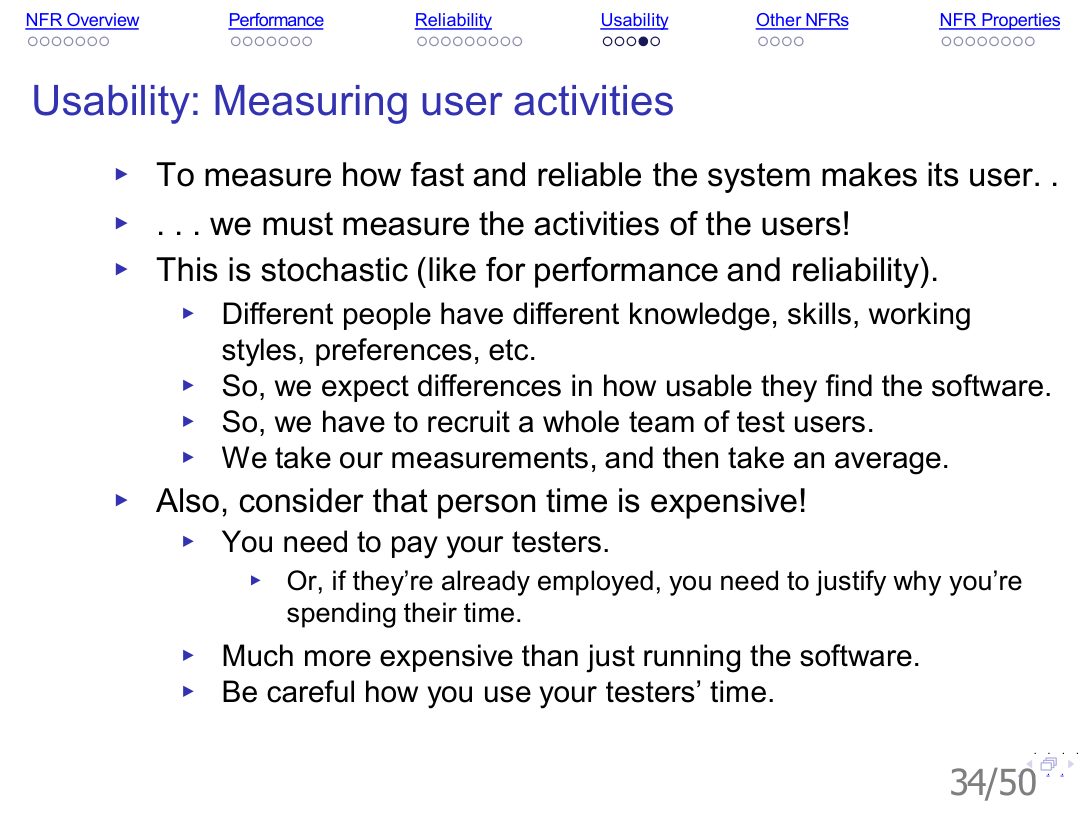 NFR Overview Performance Reliability Usability Other NFRs NFR Properties
Usability: Measuring user activities
To measure how fast and reliable the system makes its user. .
. . . we must measure the activities of the users!
This is stochastic (like for performance and reliability).
Different people have different knowledge, skills, working
styles, preferences, etc.
So, we expect differences in how usable they find the software.
So, we have to recruit a whole team of test users.
We take our measurements, and then take an average.
Also, consider that person time is expensive!
You need to pay your testers.
Or, if they’re already employed, you need to justify why you’re
spending their time.
Much more expensive than just running the software.
Be careful how you use your testers’ time.
34/50